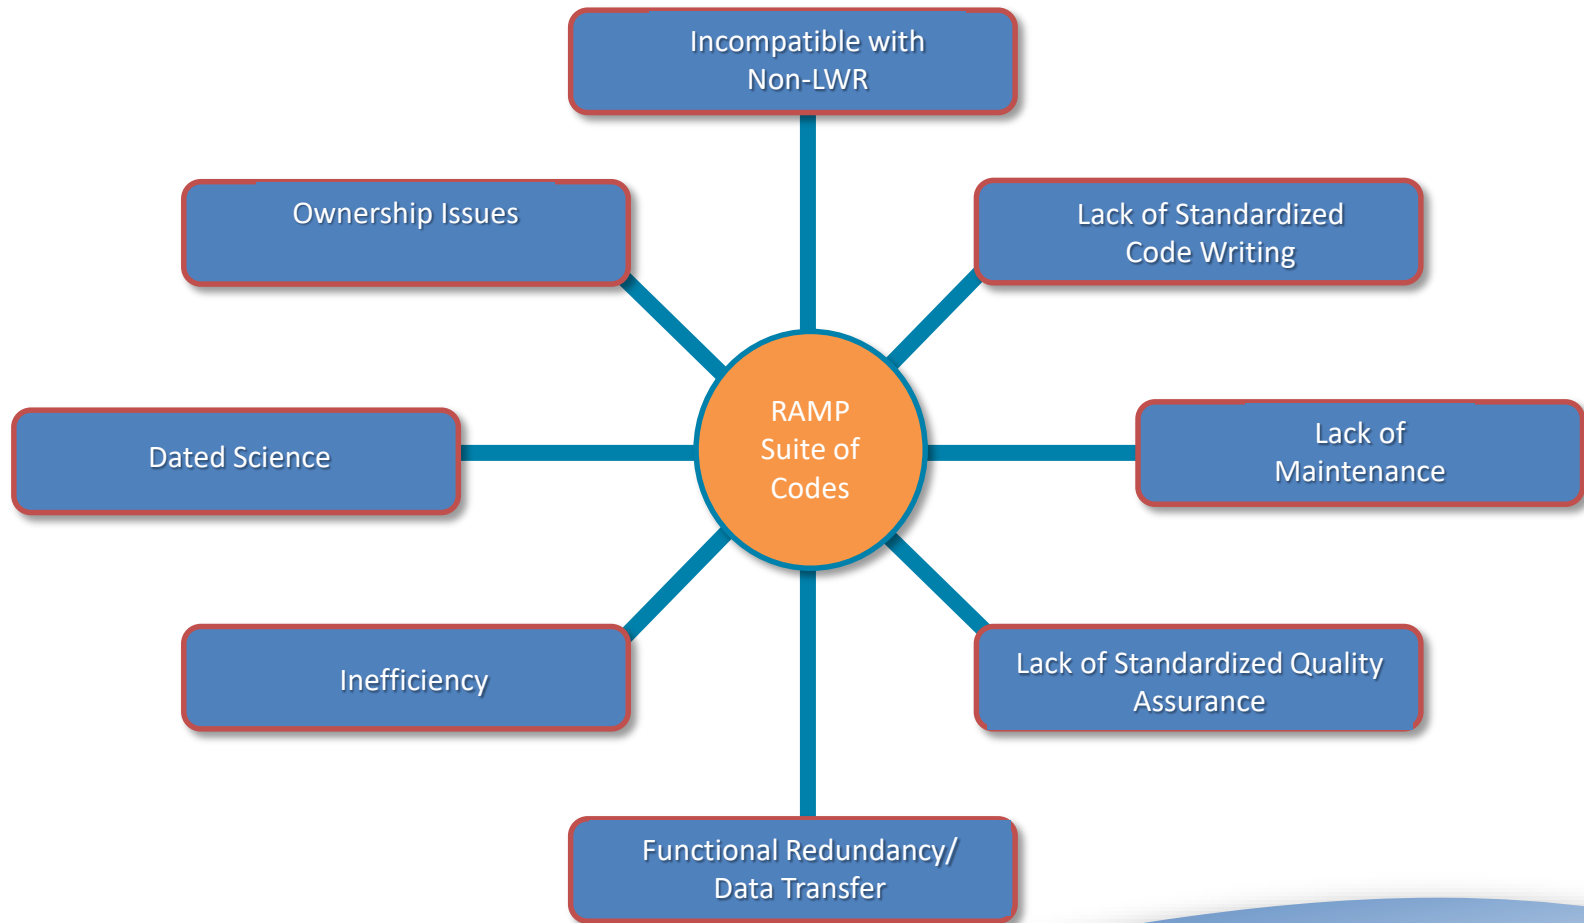 Incompatible with
Non-LWR
Ownership Issues
Lack of Standardized
Code Writing
RAMP
Suite of
Codes
Dated Science
Lack of
Maintenance
Inefficiency
Lack of Standardized Quality
Assurance
Functional Redundancy/
Data Transfer